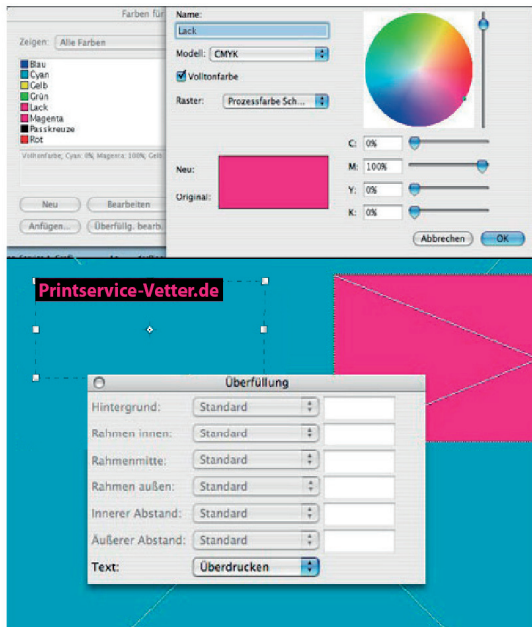 Farben für
Zeigen: Alle Farben
Blau
Cyan
Gelb
Grün
Lack
Magenta
Passkreuze
Rot
Volltonfarbe; Cyan: 0%, Magenta: 100%, Gelb:
Neu
Bearbeiten
Anfügen...
Überfüllg. bearb.
Name:
Lack
Modell: CMYK
Volltonfarbe
Raster: Prozessfarbe Sch...
Neu:
Original:
C: 0%
M: 100%
Y: 0%
K: 0%
Abbrechen
OK
Printservice-Vetter.de
Überfüllung
Hintergrund: Standard
Rahmen innen: Standard
Rahmenmitte: Standard
Rahmen außen: Standard
Innerer Abstand: Standard
Äußerer Abstand: Standard
Text: Überdrucken